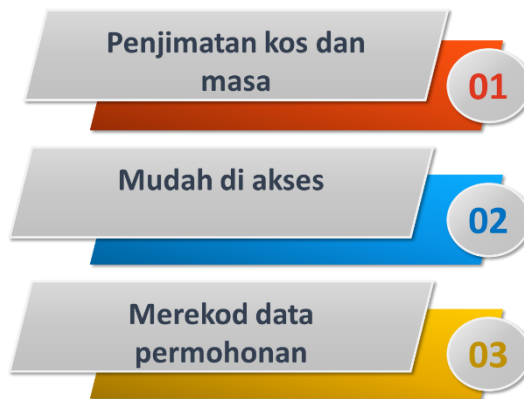 Penjimatan kos dan
masa
01
Mudah di akses
02
Merekod data
permohonan
03